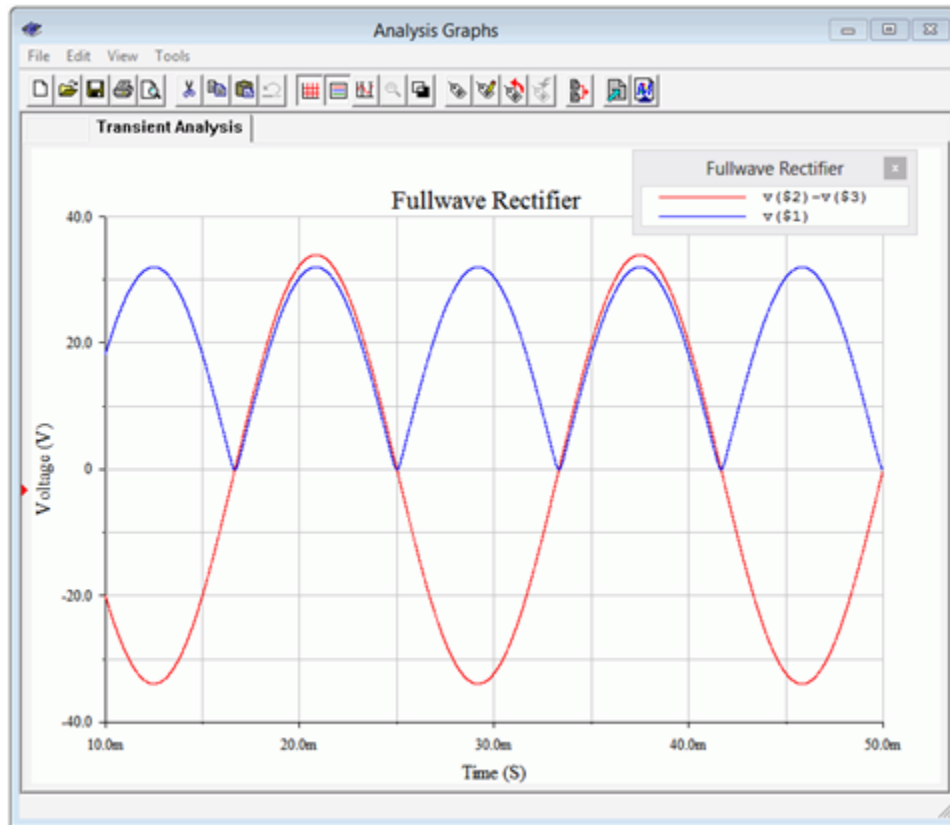 Analysis Graphs
File Edit View Tools
Transient Analysis
Fullwave Rectifier
v($2)-v($3)
v($1)
Fullwave Rectifier
40.0
20.0
0
-20.0
-40.0
Voltage (V)
10.0m 20.0m 30.0m 40.0m 50.0m
Time (S)